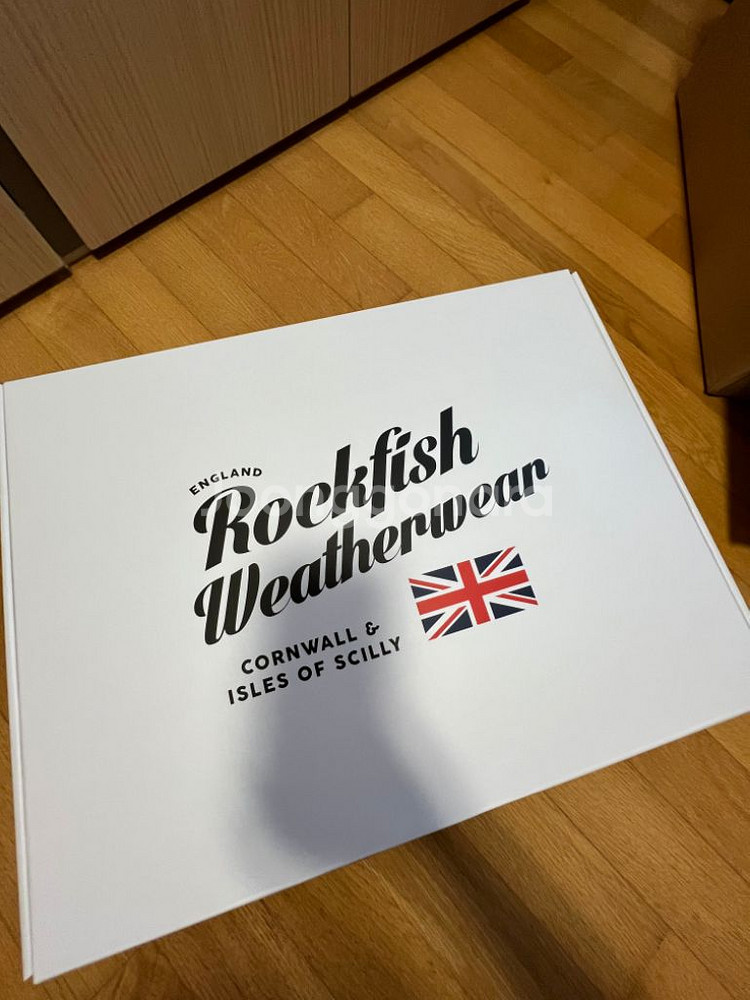 ENGLAND
Rockfish
Weatherwear
CORNWALL &
ISLES OF SCILLY